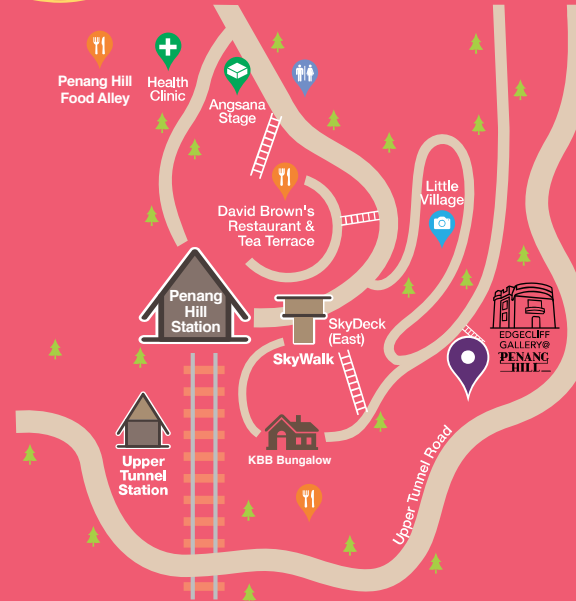 Penang Hill
Food Alley
Health
Clinic
Angsana
Stage
David Brown's
Restaurant &
Tea Terrace
Little
Village
Penang
Hill
Station
SkyDeck
(East)
SkyWalk
EDGECLIFF
GALLERY@
PENANG
HILL
KBB Bungalow
Upper
Tunnel
Station
Upper Tunnel Road